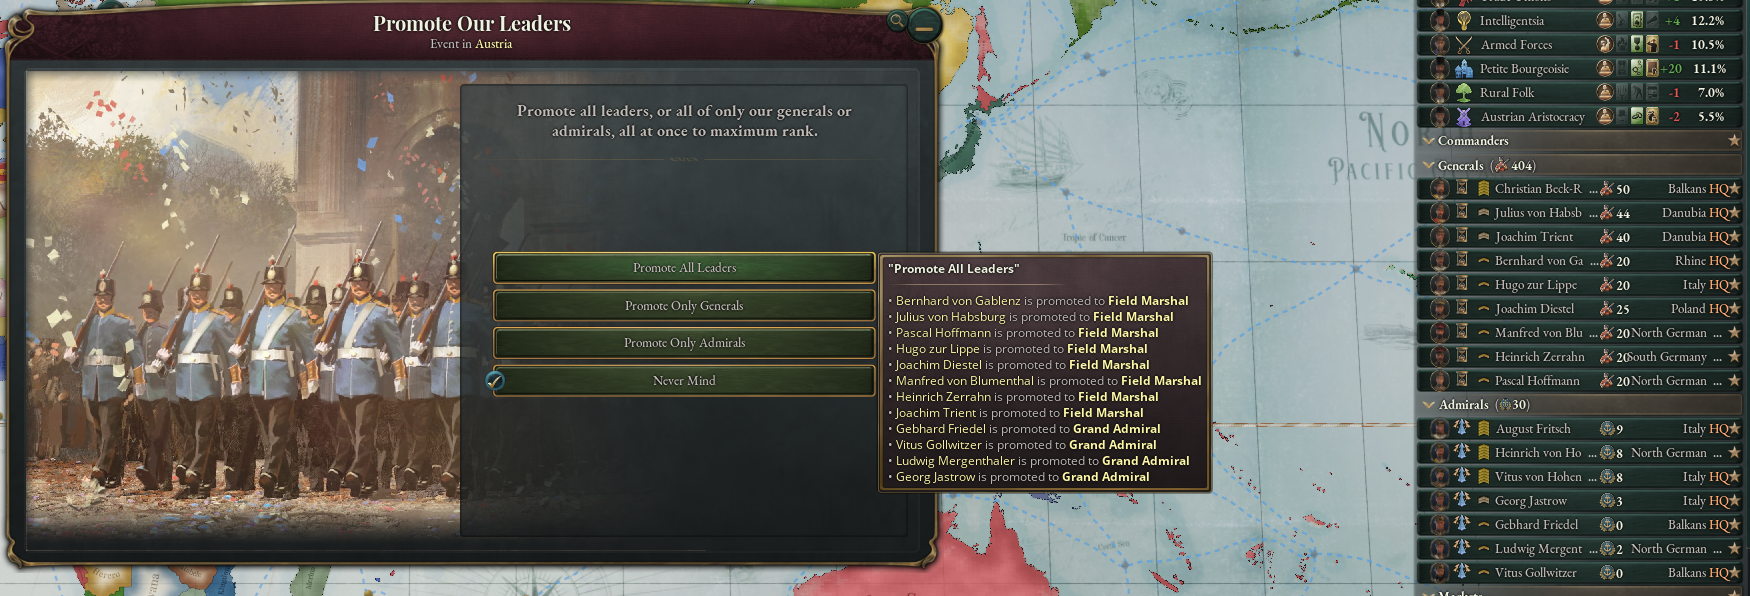 Promote Our Leaders
Event in Austria
Promote all leaders, or all of only our generals or
admirals, all at once to maximum rank.
Promote All Leaders
Promote Only Generals
Promote Only Admirals
Never Mind
"Promote All Leaders"
• Bernhard von Gablenz is promoted to Field Marshal
• Julius von Habsburg is promoted to Field Marshal
• Pascal Hoffmann is promoted to Field Marshal
• Hugo zur Lippe is promoted to Field Marshal
• Joachim Diestel is promoted to Field Marshal
• Manfred von Blumenthal is promoted to Field Marshal
• Heinrich Zerrahn is promoted to Field Marshal
• Joachim Trient is promoted to Field Marshal
• Gebhard Friedel is promoted to Grand Admiral
• Vitus Gollwitzer is promoted to Grand Admiral
• Ludwig Mergenthaler is promoted to Grand Admiral
• Georg Jastrow is promoted to Grand Admiral
Tropic of Cancer
Intelligentsia +4 12.2%
Armed Forces -1 10.5%
Petite Bourgeoisie +20 11.1%
Rural Folk -1 7.0%
Austrian Aristocracy -2 5.5%
Commanders
Generals (404)
Christian Beck-R ... 50 Balkans HQ
Julius von Habsb ... 44 Danubia HQ
Joachim Trient 40 Danubia HQ
Bernhard von Ga ... 20 Rhine HQ
Hugo zur Lippe 20 Italy HQ
Joachim Diestel 25 Poland HQ
Manfred von Blu ... 20 North German ...
Heinrich Zerrahn 20 South Germany ...
Pascal Hoffmann 20 North German ...
Admirals (30)
August Fritsch 9 Italy HQ
Heinrich von Ho ... 8 North German ...
Vitus von Hohen ... 8 Italy HQ
Georg Jastrow 3 Italy HQ
Gebhard Friedel 0 Balkans HQ
Ludwig Mergent ... 2 North German ...
Vitus Gollwitzer 0 Balkans HQ